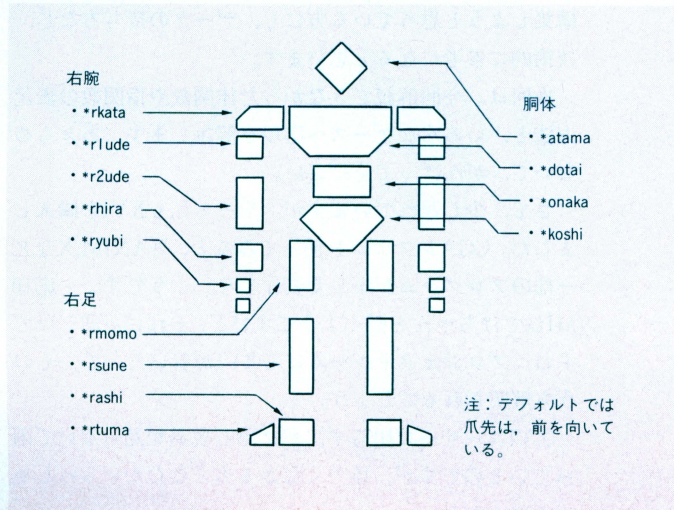 右腕
・*rkata
・*r1ude
・*r2ude
・*rhira
・*ryubi
右足
・*rmomo
・*rsune
・*rashi
・*rtuma
胴体
・*atama
・*dotai
・*onaka
・*koshi
注：デフォルトでは
爪先は，前を向いて
いる。